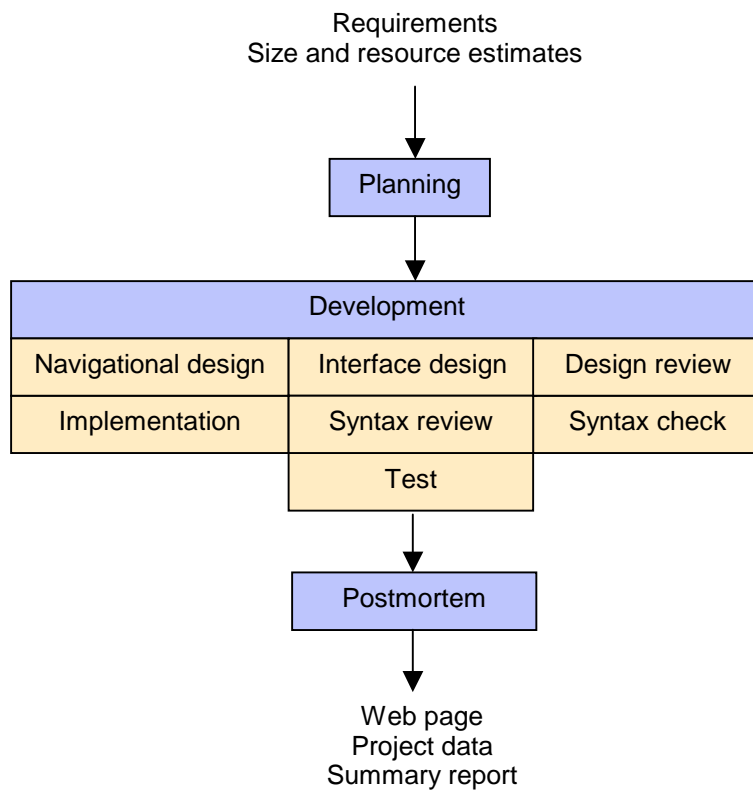 Requirements
Size and resource estimates
Planning
Development
Navigational design
Interface design
Design review
Implementation
Syntax review
Syntax check
Test
Postmortem
Web page
Project data
Summary report